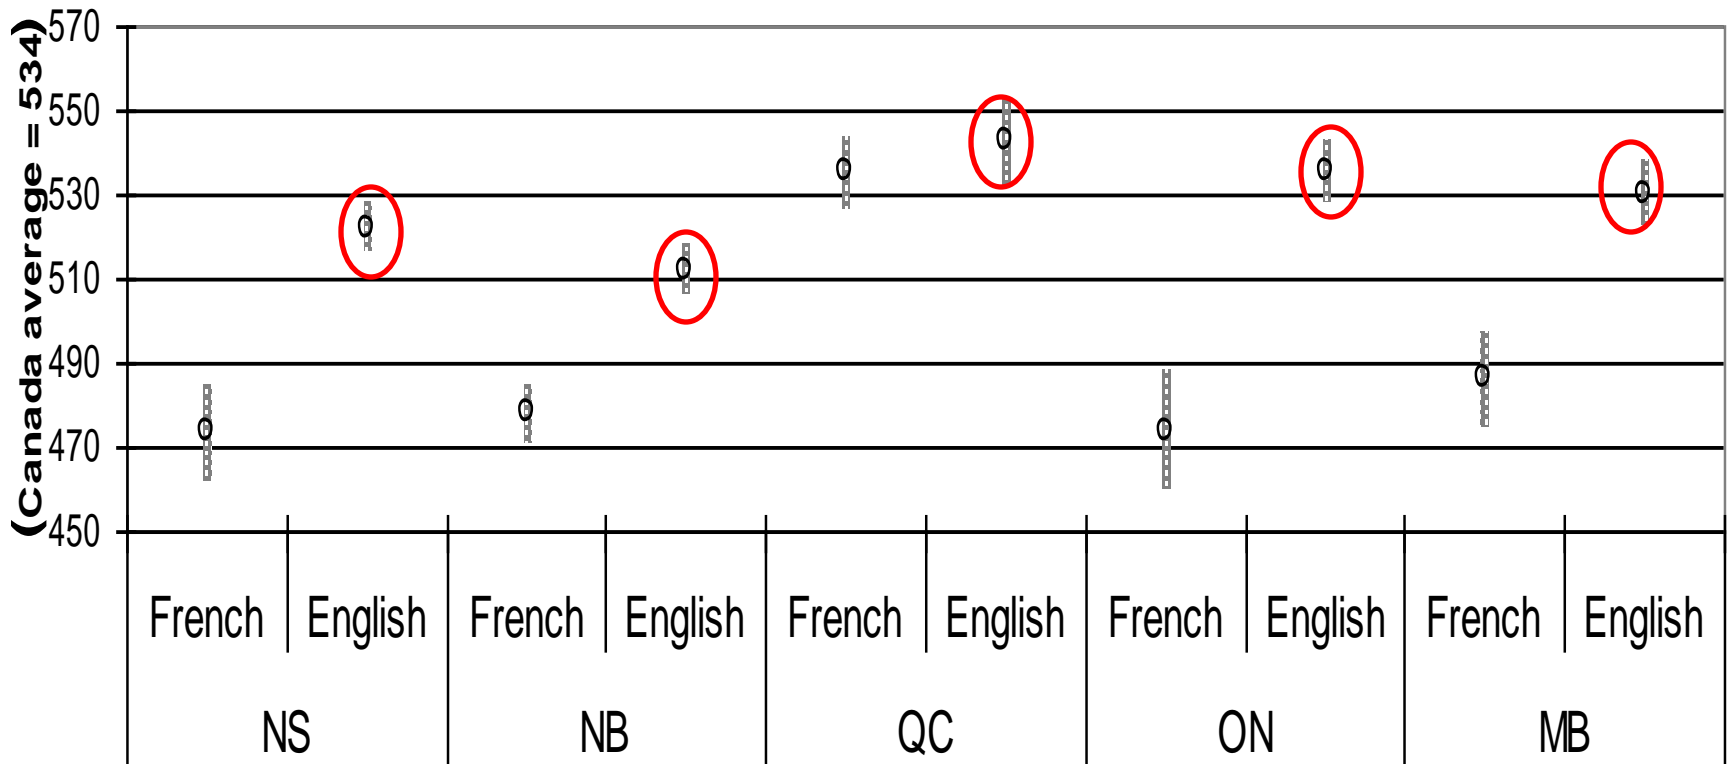 (Canada average = 534)
570
550
530
510
490
470
450
French English French English French English French English French English
NS NB QC ON MB